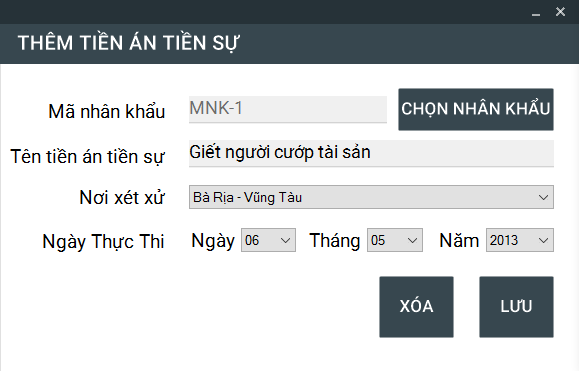 THÊM TIỀN ÁN TIỀN SỰ
Mã nhân khẩu MNK-1 CHỌN NHÂN KHẨU
Tên tiền án tiền sự Giết người cướp tài sản
Nơi xét xử Bà Rịa - Vũng Tàu
Ngày Thực Thi Ngày 06 Tháng 05 Năm 2013
XÓA LƯU